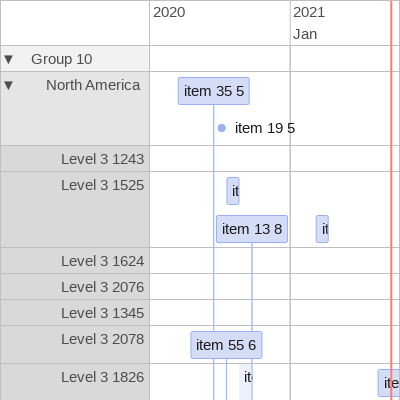 2020 2021
Jan
▼ Group 10
▼ North America
item 35 5
item 19 5
Level 3 1243
Level 3 1525
it
item 13 8
it
Level 3 1624
Level 3 2076
Level 3 1345
Level 3 2078
item 55 6
Level 3 1826
it
ite